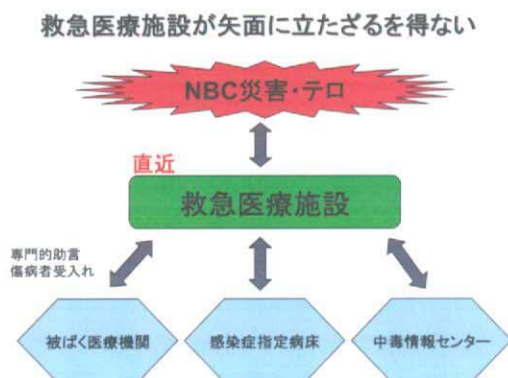 救急医療施設が矢面に立たざるを得ない
NBC災害・テロ
直近
救急医療施設
専門的助言
傷病者受入れ
被ばく医療機関
感染症指定病床
中毒情報センター